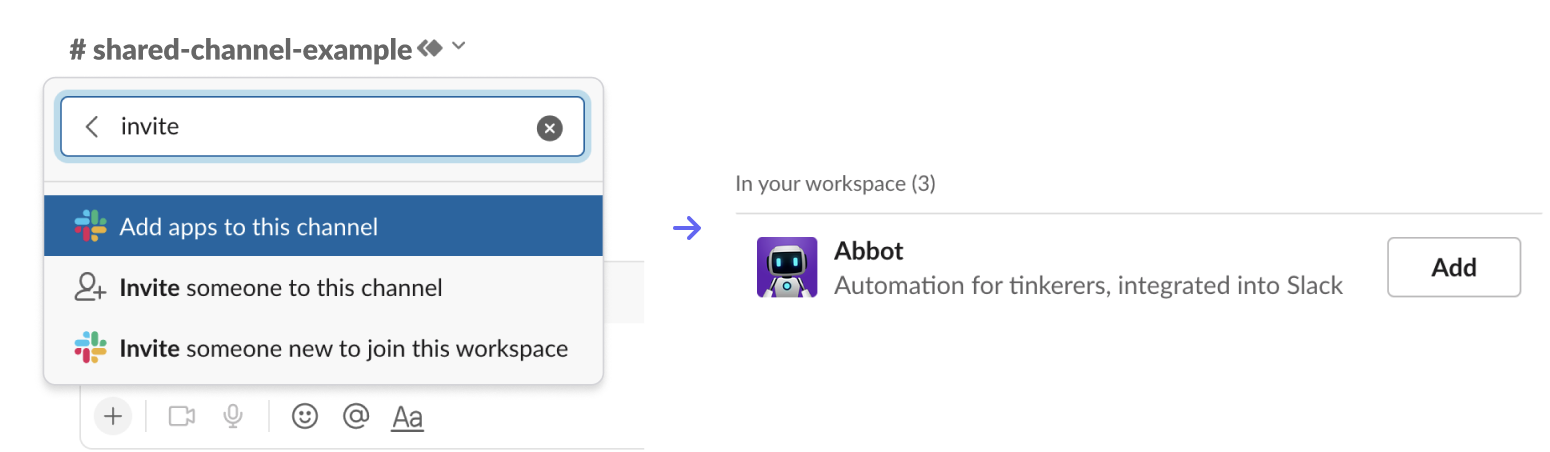 # shared-channel-example
invite
Add apps to this channel
Invite someone to this channel
Invite someone new to join this workspace
Aa
In your workspace (3)
Abbot
Automation for tinkerers, integrated into Slack
Add